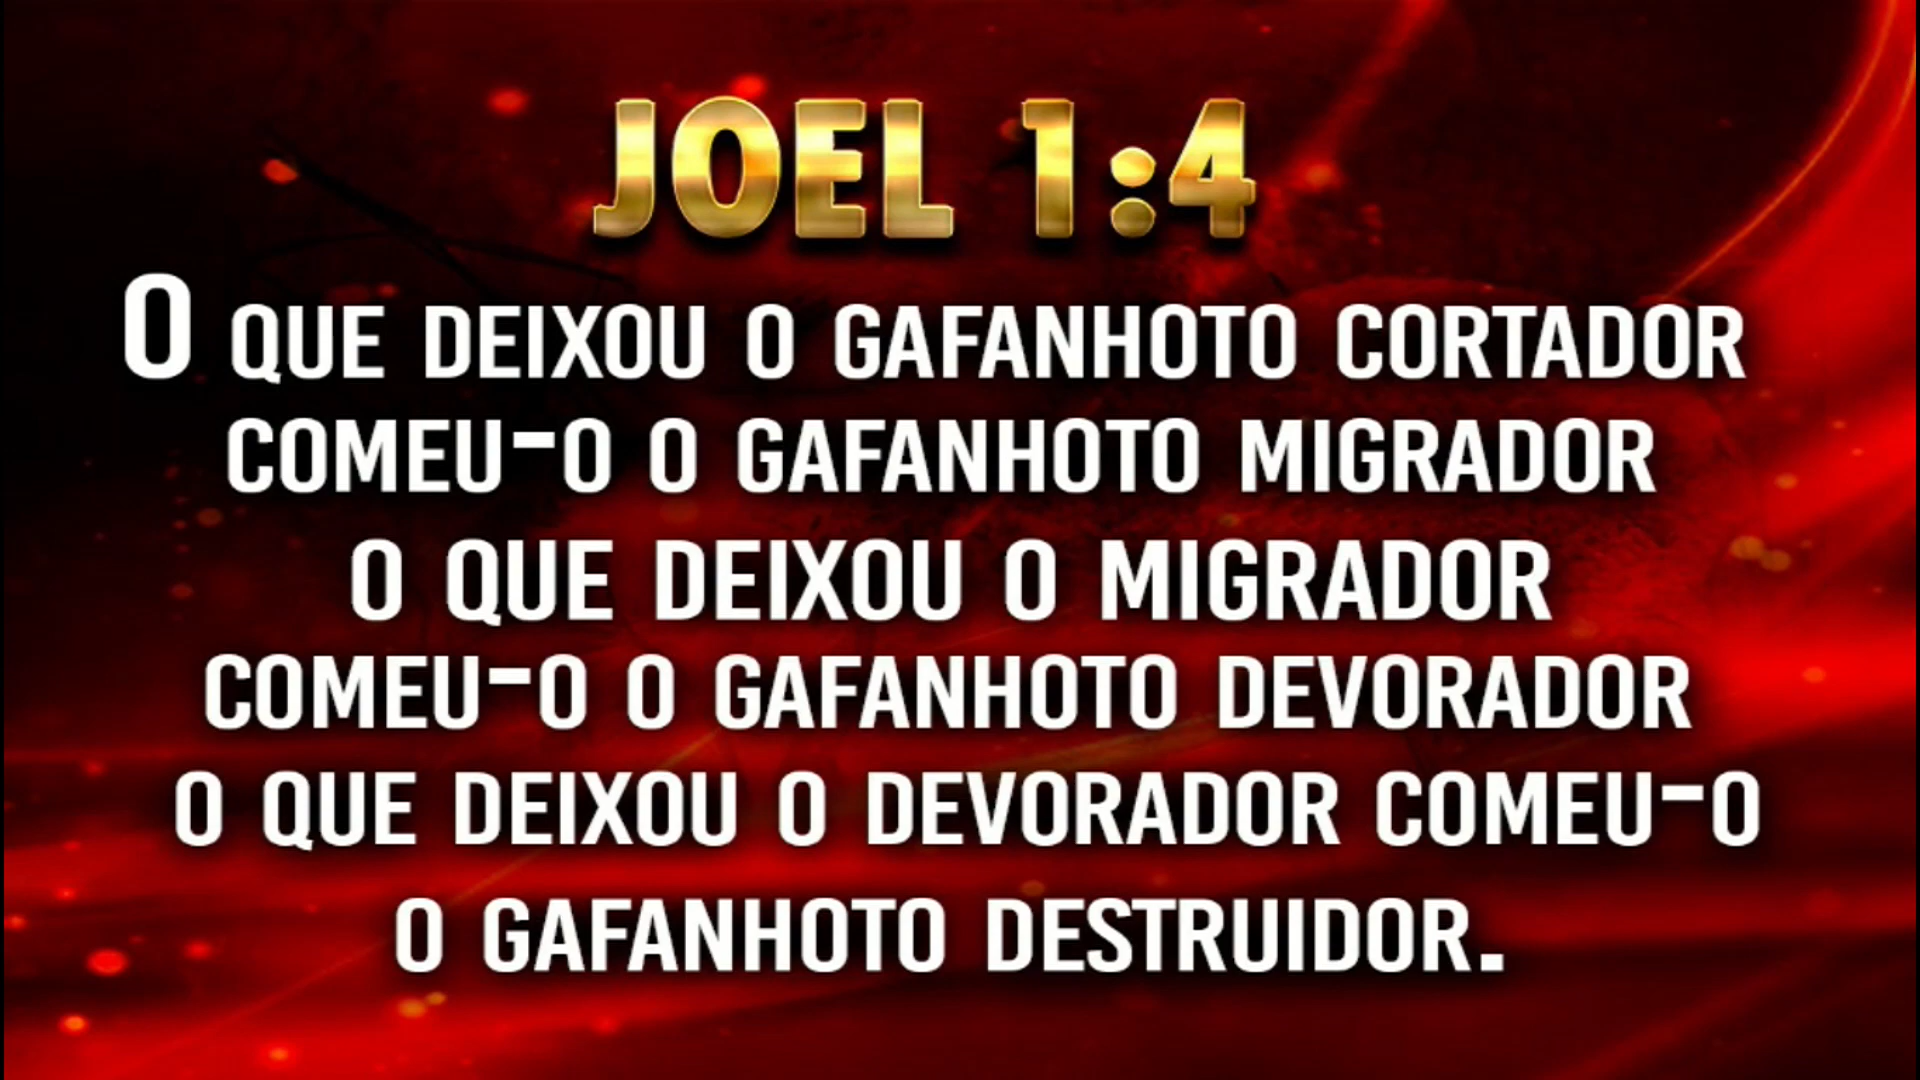 JOEL 1:4
O QUE DEIXOU O GAFANHOTO CORTADOR
COMEU-O O GAFANHOTO MIGRADOR
O QUE DEIXOU O MIGRADOR
COMEU-O O GAFANHOTO DEVORADOR
O QUE DEIXOU O DEVORADOR COMEU-O
O GAFANHOTO DESTRUIDOR.